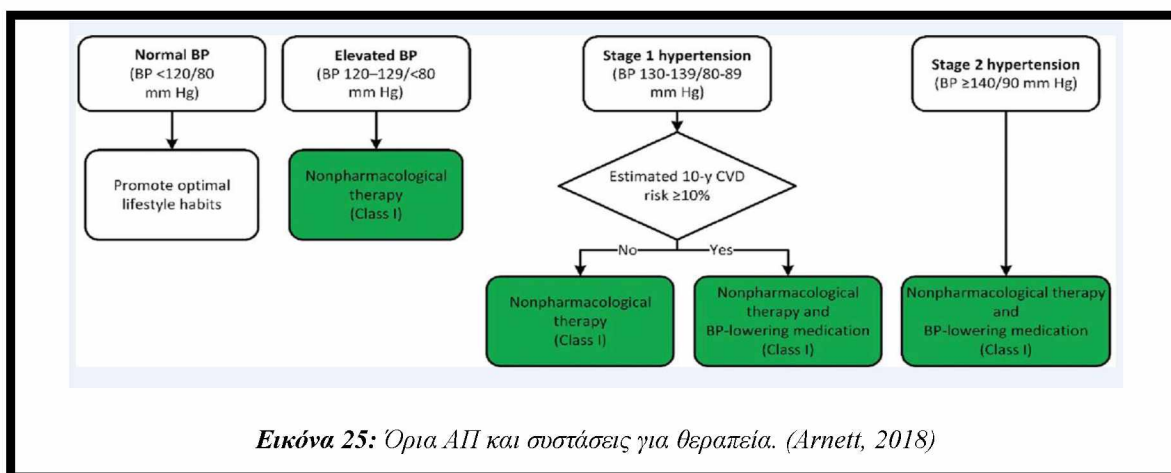 Normal BP
(BP <120/80
mm Hg)
Promote optimal
lifestyle habits
Elevated BP
(BP 120–129/<80
mm Hg)
Nonpharmacological
therapy
(Class I)
Stage 1 hypertension
(BP 130-139/80-89
mm Hg)
Estimated 10-y CVD
risk ≥10%
No
Yes
Nonpharmacological
therapy
(Class I)
Nonpharmacological
therapy and
BP-lowering medication
(Class I)
Stage 2 hypertension
(BP ≥140/90 mm Hg)
Nonpharmacological therapy
and
BP-lowering medication
(Class I)
Εικόνα 25: Όρια ΑΠ και συστάσεις για θεραπεία. (Arnett, 2018)